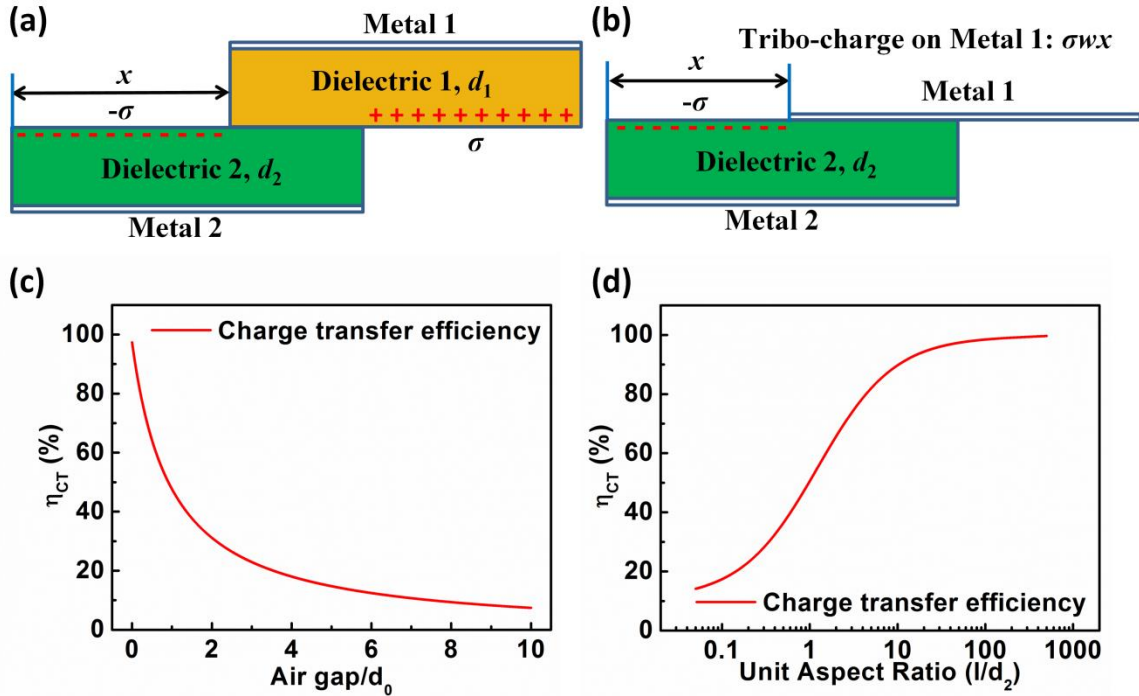 (a)
Metal 1
x
Dielectric 1, d1
-σ
+ + + + + + + + + +
σ
- - - - - - - - - - -
Dielectric 2, d2
Metal 2
(b)
Tribo-charge on Metal 1: σwx
x
-σ
Metal 1
- - - - - - - - -
Dielectric 2, d2
Metal 2
(c)
Charge transfer efficiency
100
80
60
40
20
0
ηCT (%)
0 2 4 6 8 10
Air gap/d0
(d)
100
80
60
40
20
0
ηCT (%)
Charge transfer efficiency
0.1 1 10 100 1000
Unit Aspect Ratio (l/d2)